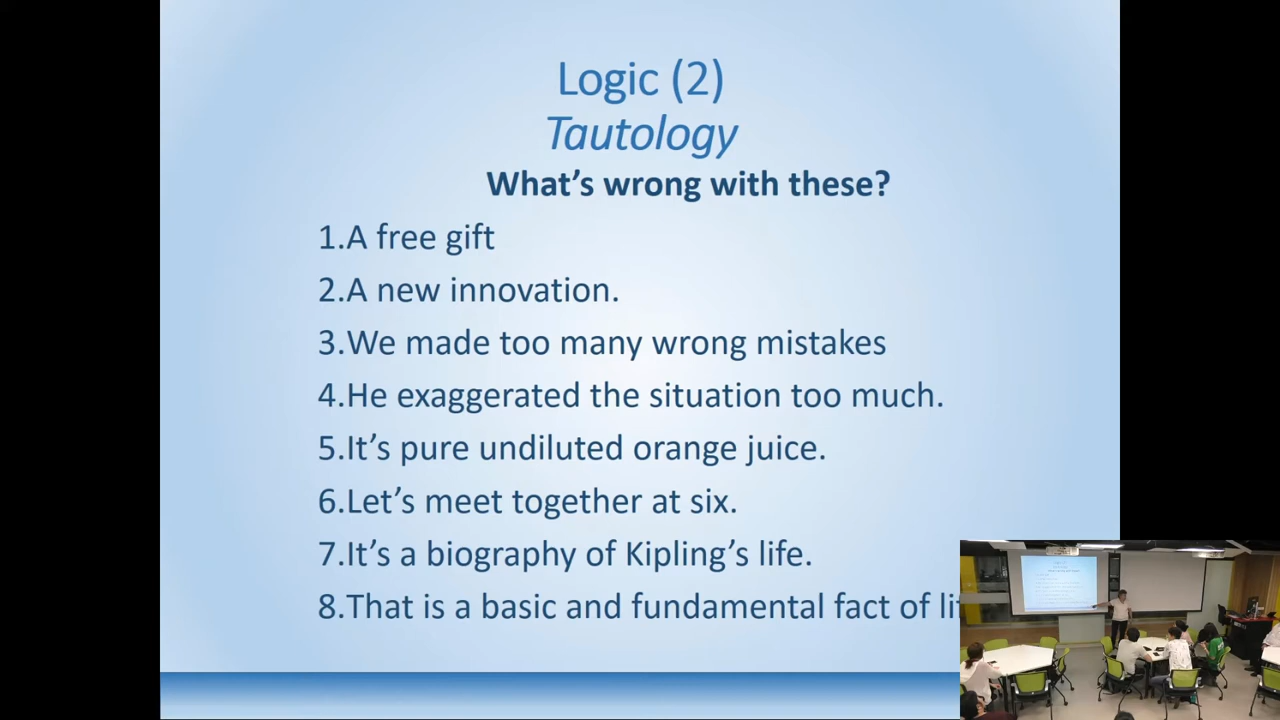 Logic (2)
Tautology
What's wrong with these?
1.A free gift
2.A new innovation.
3.We made too many wrong mistakes
4.He exaggerated the situation too much.
5.It's pure undiluted orange juice.
6.Let's meet together at six.
7.It's a biography of Kipling's life.
8.That is a basic and fundamental fact of